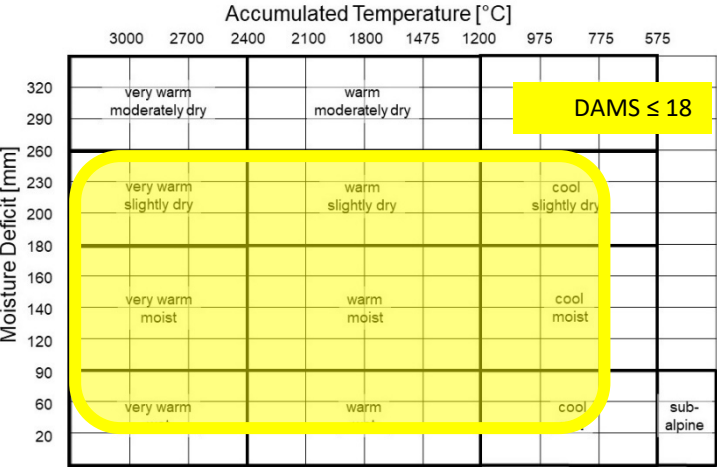 Accumulated Temperature [°C]
3000 2700 2400 2100 1800 1475 1200 975 775 575
Moisture Deficit [mm]
320
290
260
230
200
180
160
140
120
90
60
20
very warm
moderately dry
warm
moderately dry
DAMS ≤ 18
very warm
slightly dry
warm
slightly dry
cool
slightly dry
very warm
moist
warm
moist
cool
moist
very warm
warm
cool
sub-
alpine